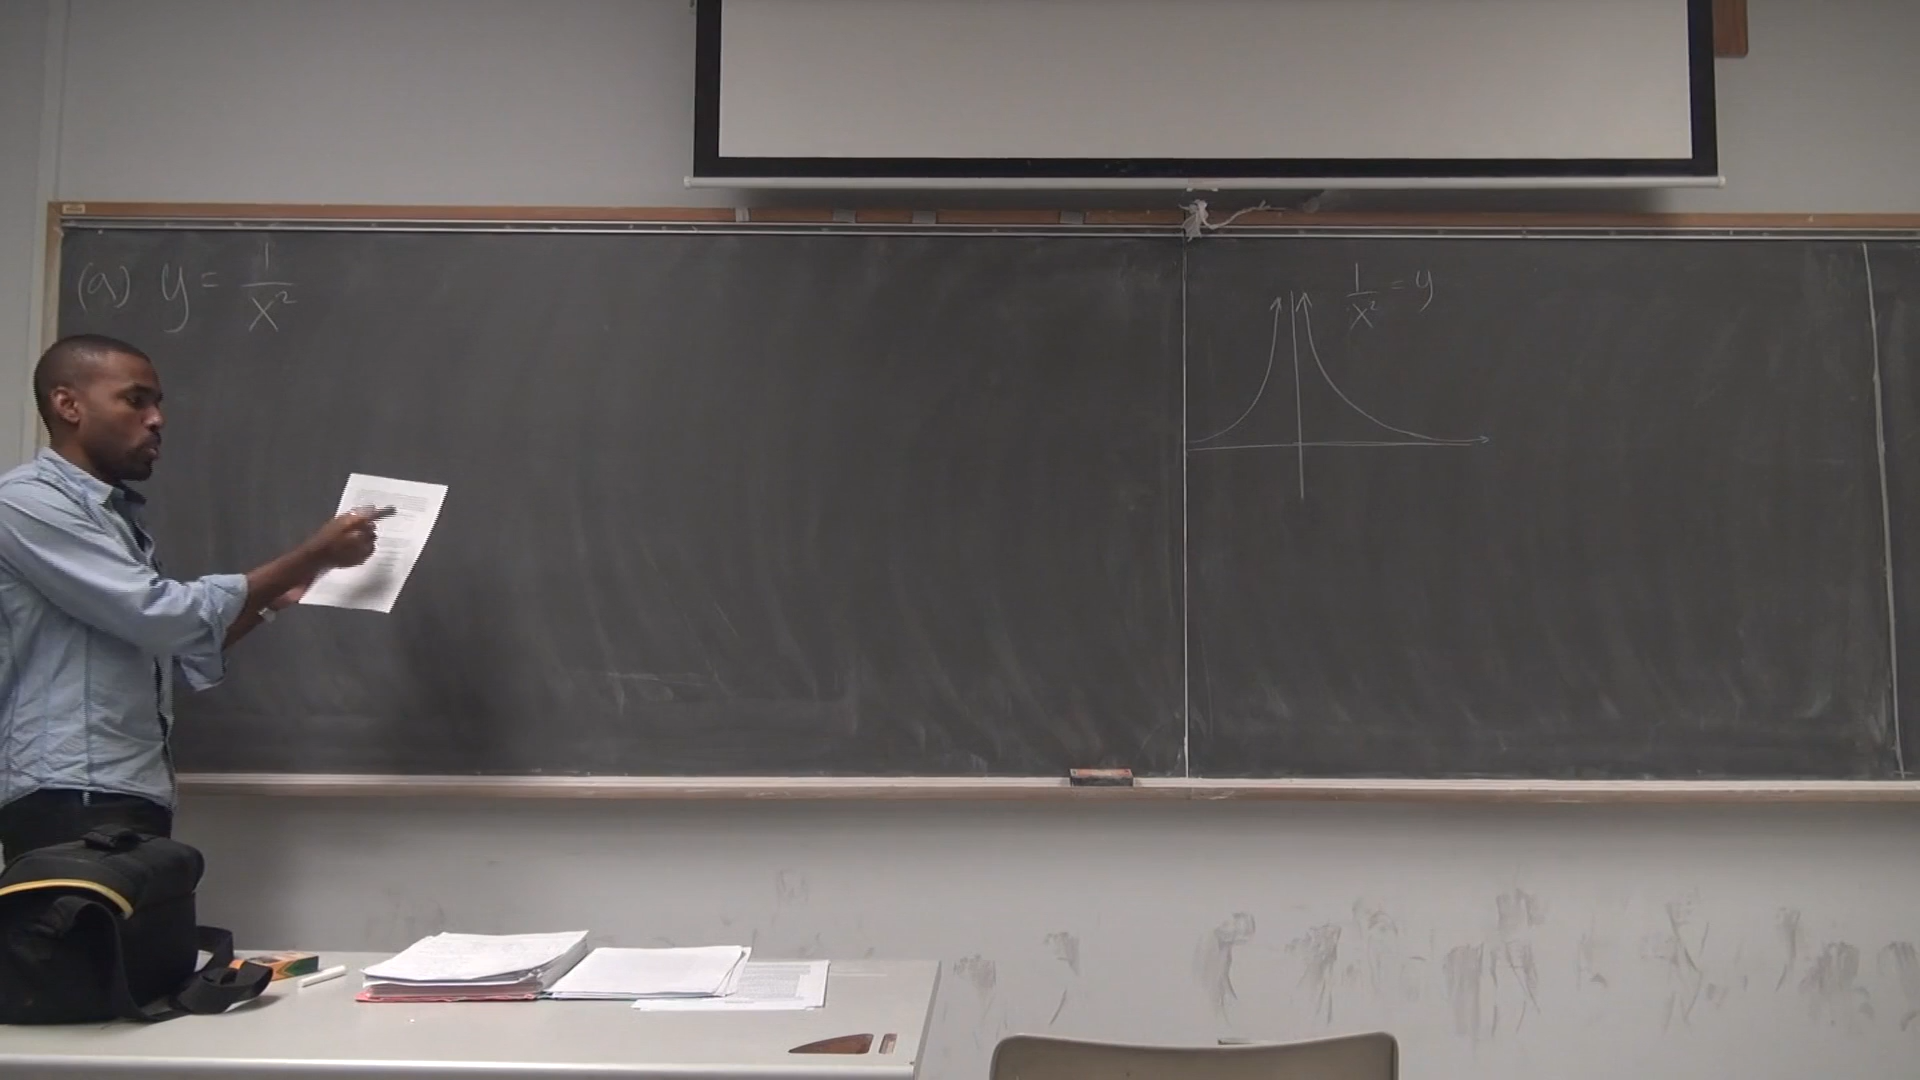 (a) y = 1/x²
1/x² = y